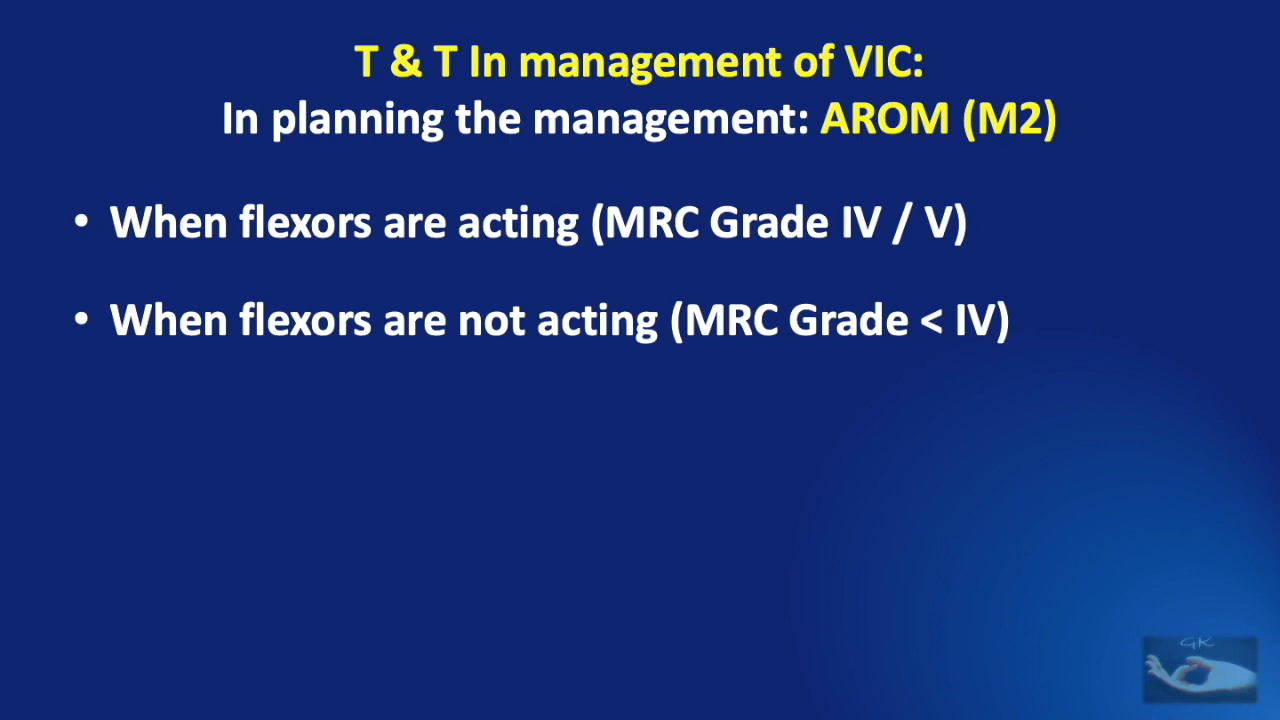 T & T In management of VIC:
In planning the management: AROM (M2)
• When flexors are acting (MRC Grade IV / V)
• When flexors are not acting (MRC Grade < IV)
GK